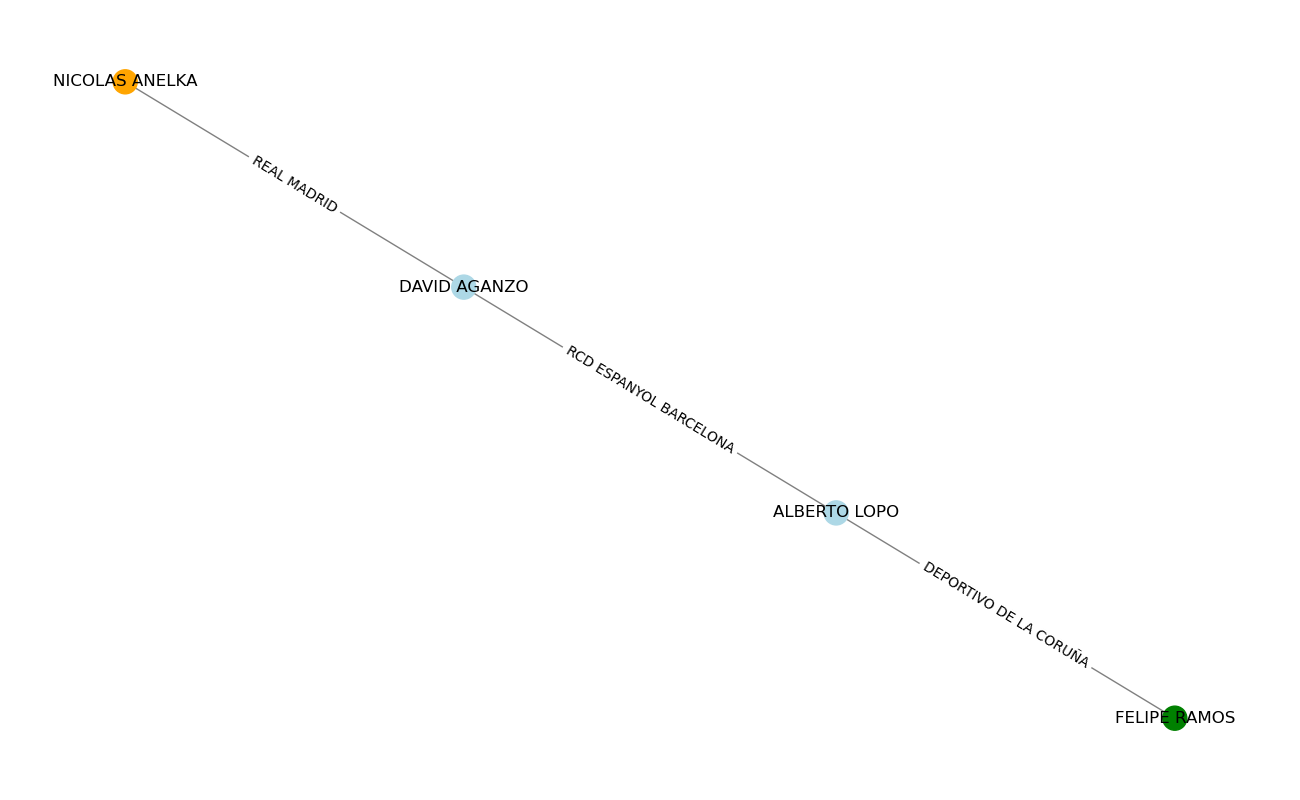 NICOLAS ANELKA
REAL MADRID
DAVID AGANZO
RCD ESPANYOL BARCELONA
ALBERTO LOPO
DEPORTIVO DE LA CORUÑA
FELIPE RAMOS